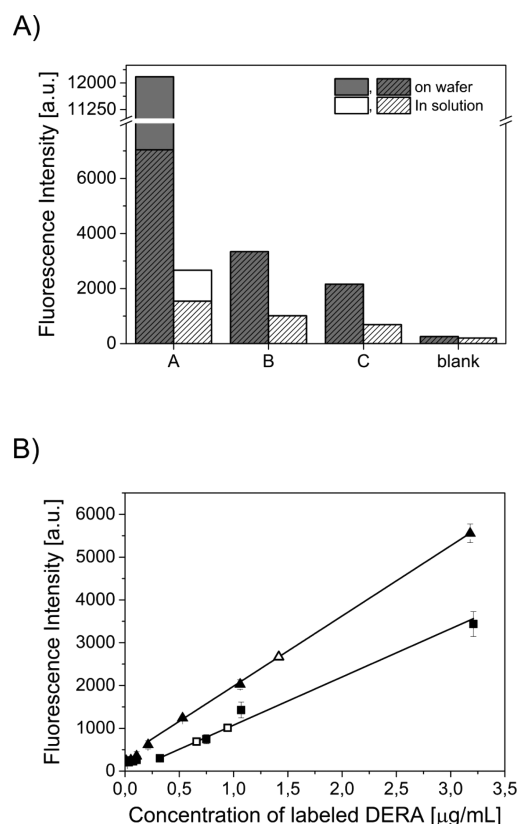 A)
Fluorescence Intensity [a.u.]
12000
11250
6000
4000
2000
0
, on wafer
, In solution
A B C blank
B)
Fluorescence Intensity [a.u.]
6000
5000
4000
3000
2000
1000
0
0,0 0,5 1,0 1,5 2,0 2,5 3,0 3,5
Concentration of labeled DERA [µg/mL]